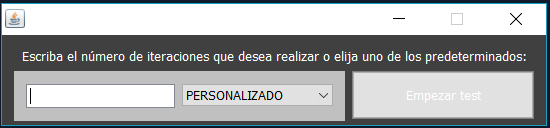 Escriba el número de iteraciones que desea realizar o elija uno de los predeterminados:
PERSONALIZADO
Empezar test